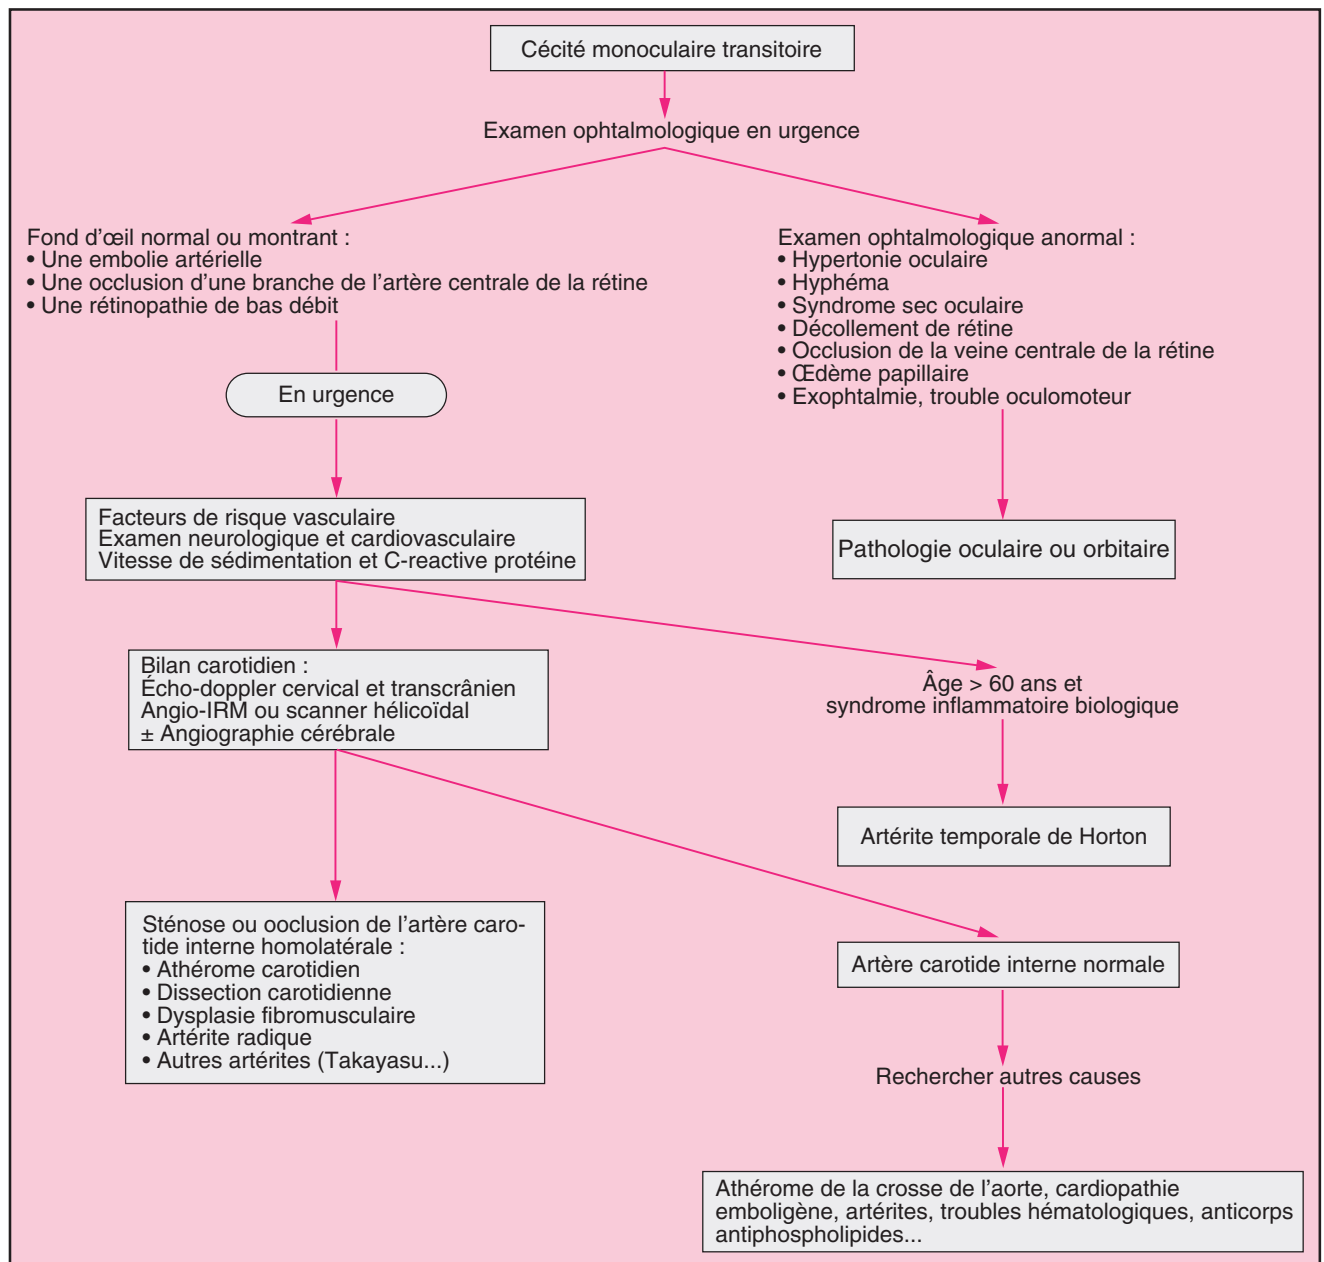 Cécité monoculaire transitoire
Examen ophtalmologique en urgence
Fond d'œil normal ou montrant :
• Une embolie artérielle
• Une occlusion d'une branche de l'artère centrale de la rétine
• Une rétinopathie de bas débit
Examen ophtalmologique anormal :
• Hypertonie oculaire
• Hyphéma
• Syndrome sec oculaire
• Décollement de rétine
• Occlusion de la veine centrale de la rétine
• Œdème papillaire
• Exophtalmie, trouble oculomoteur
En urgence
Facteurs de risque vasculaire
Examen neurologique et cardiovasculaire
Vitesse de sédimentation et C-reactive protéine
Pathologie oculaire ou orbitaire
Bilan carotidien :
Écho-doppler cervical et transcrânien
Angio-IRM ou scanner hélicoïdal
± Angiographie cérébrale
Âge > 60 ans et
syndrome inflammatoire biologique
Artérite temporale de Horton
Sténose ou ooclusion de l'artère caro-
tide interne homolatérale :
• Athérome carotidien
• Dissection carotidienne
• Dysplasie fibromusculaire
• Artérite radique
• Autres artérites (Takayasu...)
Artère carotide interne normale
Rechercher autres causes
Athérome de la crosse de l'aorte, cardiopathie
emboligène, artérites, troubles hématologiques, anticorps
antiphospholipides...